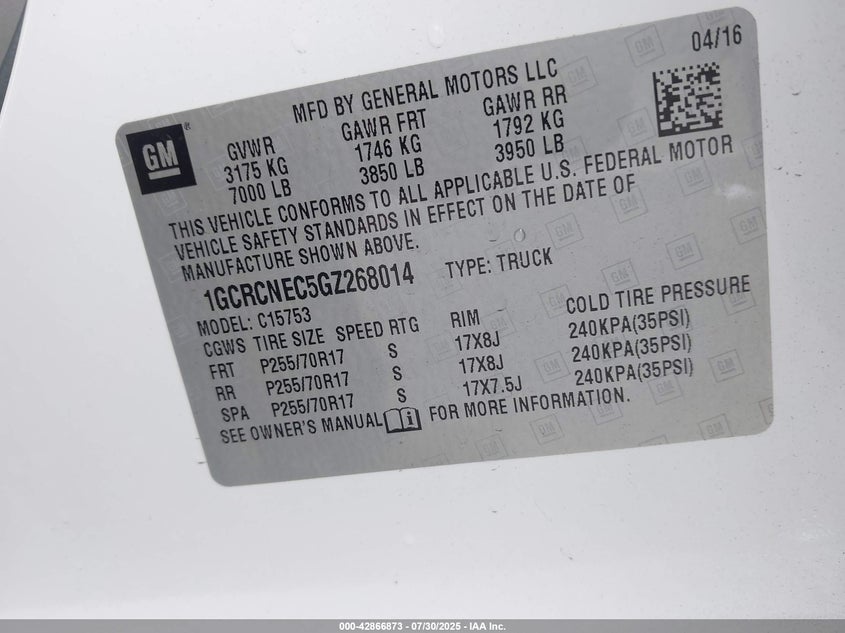 04/16
MFD BY GENERAL MOTORS LLC
GM®
GVWR GAWR FRT GAWR RR
3175 KG 1746 KG 1792 KG
7000 LB 3850 LB 3950 LB
THIS VEHICLE CONFORMS TO ALL APPLICABLE U.S. FEDERAL MOTOR
VEHICLE SAFETY STANDARDS IN EFFECT ON THE DATE OF
MANUFACTURE SHOWN ABOVE.
1GCRCNEC5GZ268014 TYPE: TRUCK
MODEL: C15753
CGWS TIRE SIZE SPEED RTG RIM COLD TIRE PRESSURE
FRT P255/70R17 S 17X8J 240KPA(35PSI)
RR P255/70R17 S 17X8J 240KPA(35PSI)
SPA P255/70R17 S 17X7.5J 240KPA(35PSI)
SEE OWNER'S MANUAL FOR MORE INFORMATION.
000-42866873 - 07/30/2025 - IAA Inc.